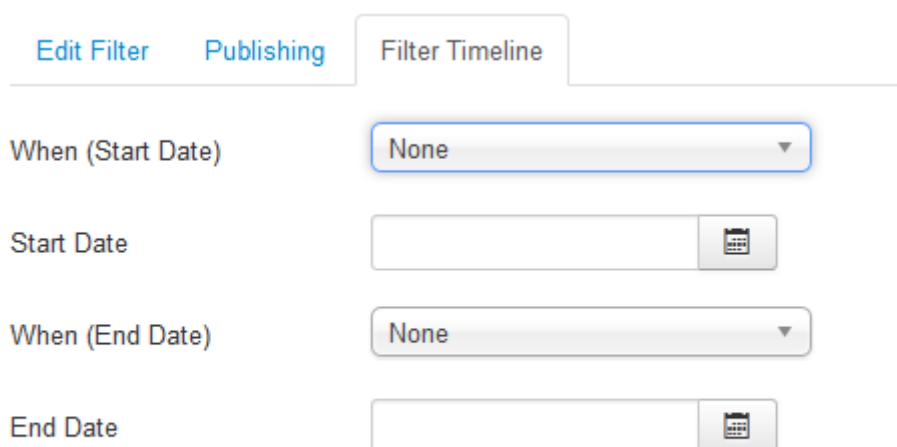 Edit Filter Publishing Filter Timeline
When (Start Date) None
Start Date
When (End Date) None
End Date